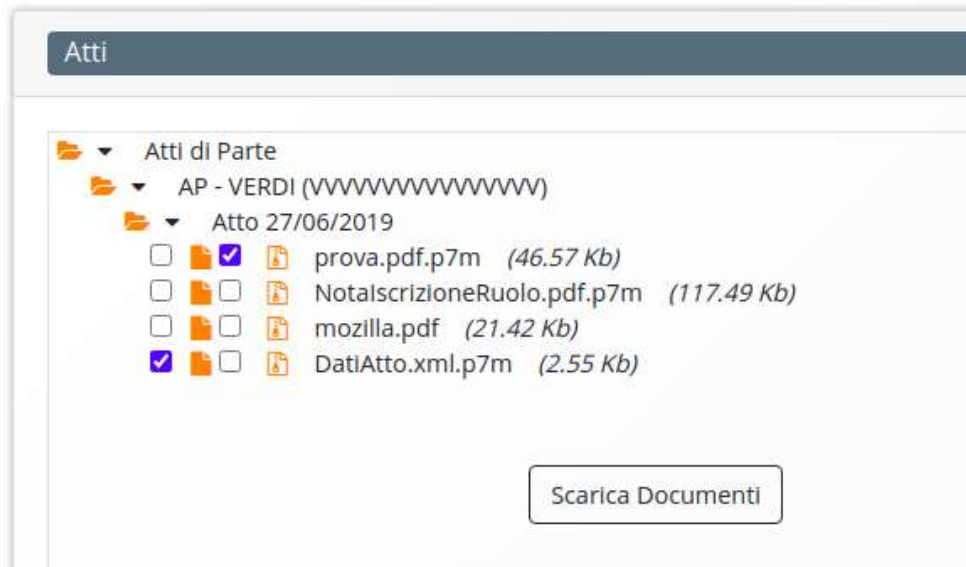 Atti
Atti di Parte
AP - VERDI (VVVVVVVVVVVVVVVV)
Atto 27/06/2019
prova.pdf.p7m (46.57 Kb)
NotaIscrizioneRuolo.pdf.p7m (117.49 Kb)
mozilla.pdf (21.42 Kb)
DatiAtto.xml.p7m (2.55 Kb)
Scarica Documenti